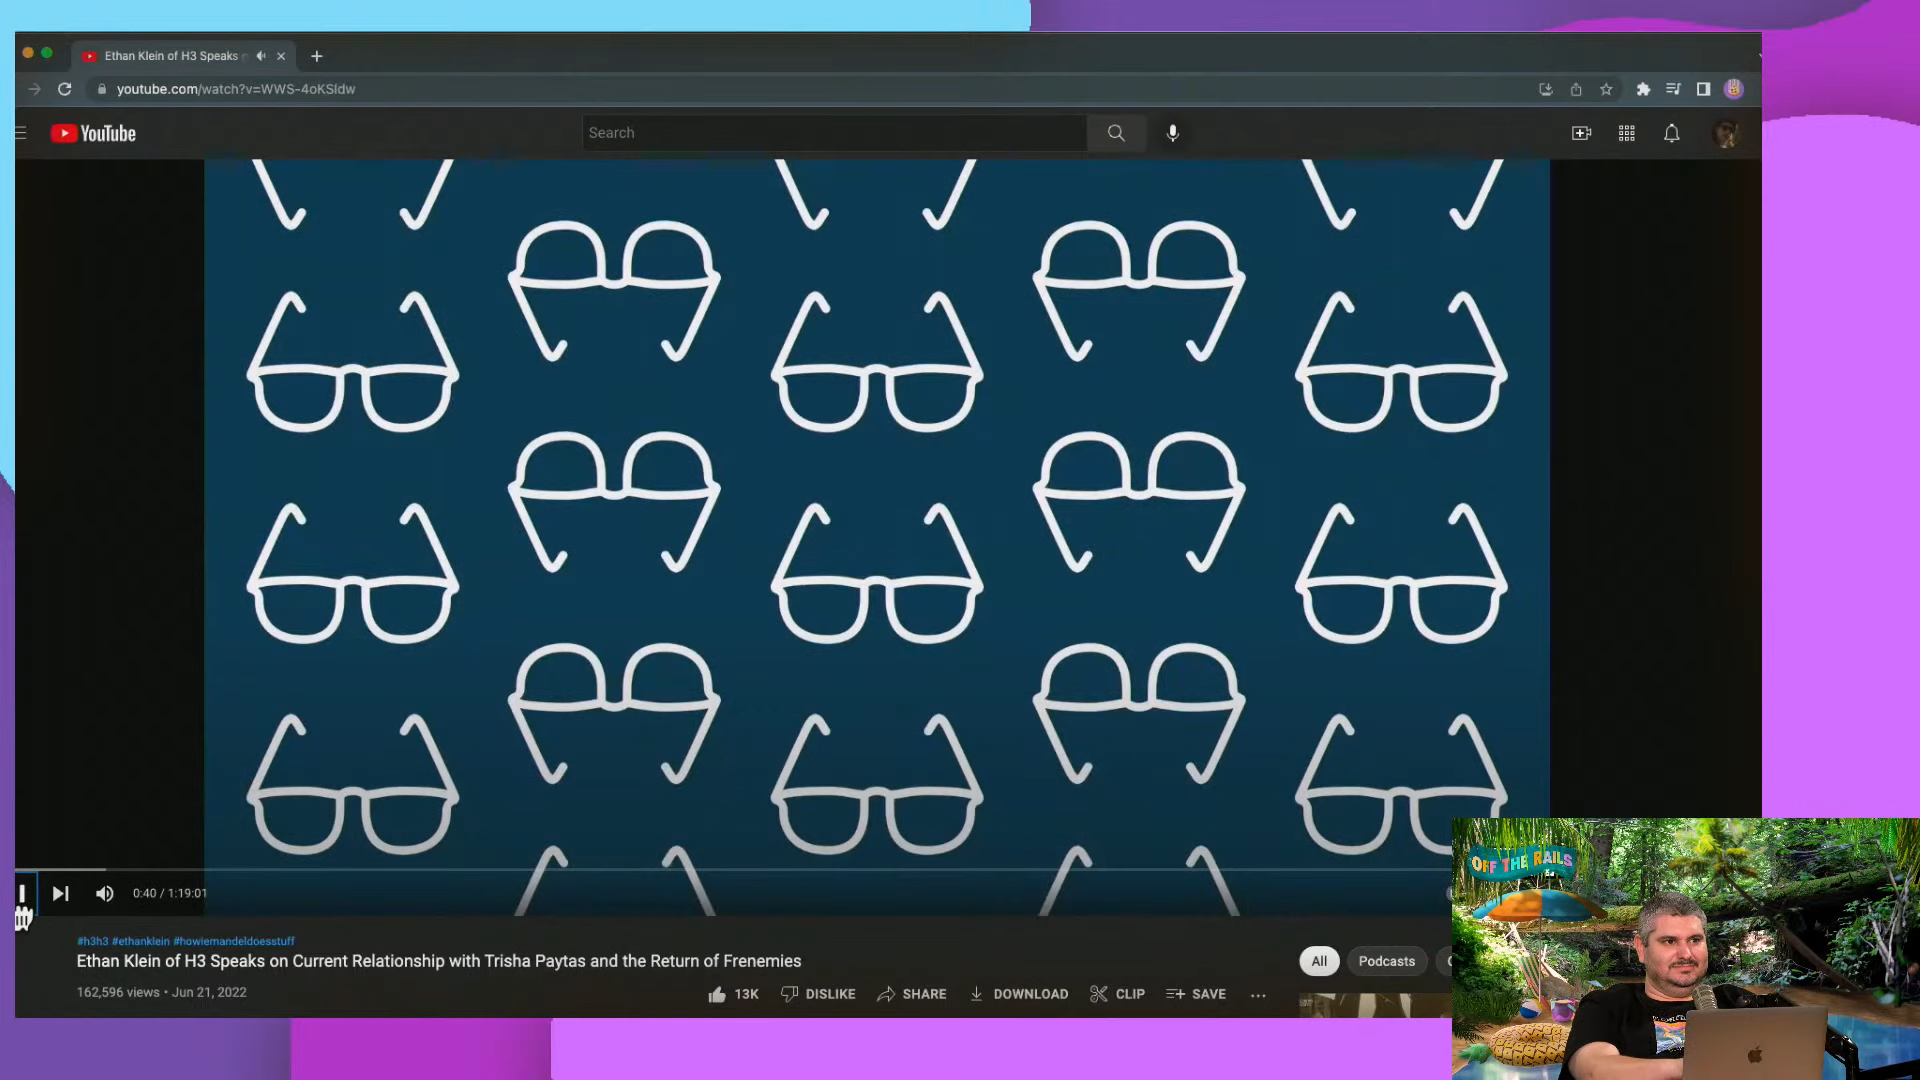 Ethan Klein of H3 Speaks
youtube.com/watch?v=WWS-4oKSIdw
YouTube
Search
0:40 / 1:19:01
#h3h3 #ethanklein #howiemandeldoesstuff
Ethan Klein of H3 Speaks on Current Relationship with Trisha Paytas and the Return of Frenemies
All
Podcasts
162,596 views • Jun 21, 2022
13K
DISLIKE
SHARE
DOWNLOAD
CLIP
SAVE
OFF THE RAILS